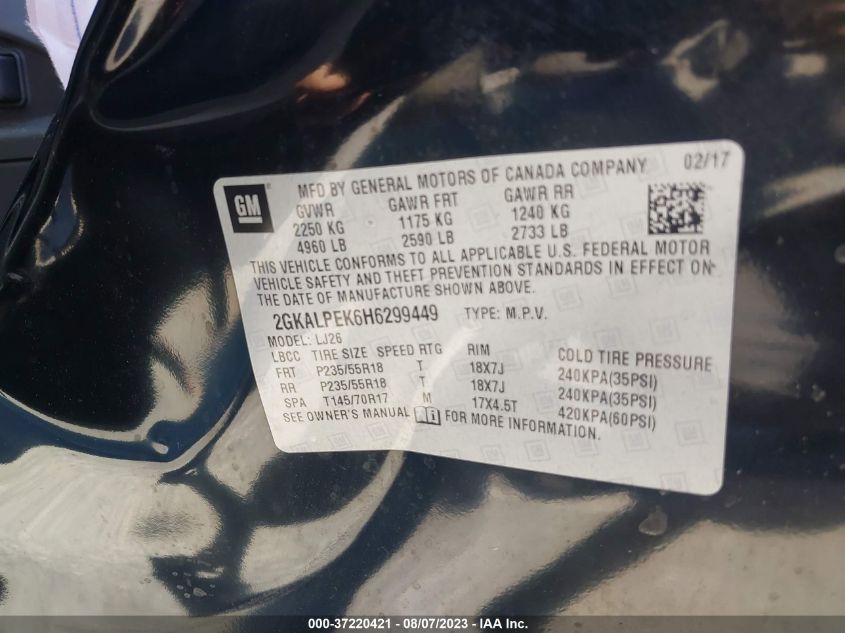 GM
MFD BY GENERAL MOTORS OF CANADA COMPANY 02/17
GVWR GAWR FRT GAWR RR
2250 KG 1175 KG 1240 KG
4960 LB 2590 LB 2733 LB
THIS VEHICLE CONFORMS TO ALL APPLICABLE U.S. FEDERAL MOTOR
VEHICLE SAFETY AND THEFT PREVENTION STANDARDS IN EFFECT ON
THE DATE OF MANUFACTURE SHOWN ABOVE.
2GKALPEK6H6299449 TYPE: M.P.V.
MODEL: LJ26
LBCC TIRE SIZE SPEED RTG RIM COLD TIRE PRESSURE
FRT P235/55R18 T 18X7J 240KPA(35PSI)
RR P235/55R18 T 18X7J 240KPA(35PSI)
SPA T145/70R17 M 17X4.5T 420KPA(60PSI)
SEE OWNER'S MANUAL FOR MORE INFORMATION.
000-37220421 - 08/07/2023 - IAA Inc.